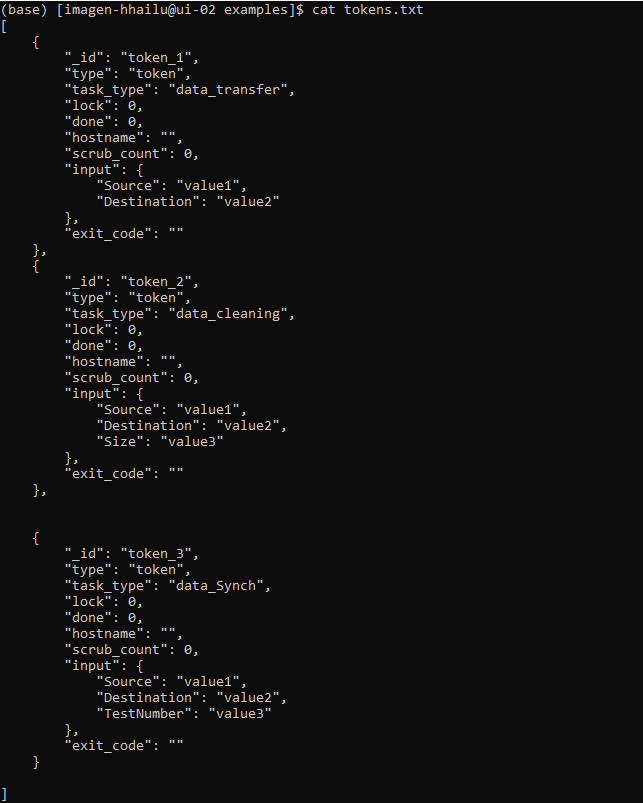 (base) [imagen-hhailu@ui-02 examples]$ cat tokens.txt
[
    {
        "_id": "token_1",
        "type": "token",
        "task_type": "data_transfer",
        "lock": 0,
        "done": 0,
        "hostname": "",
        "scrub_count": 0,
        "input": {
            "Source": "value1",
            "Destination": "value2"
        },
        "exit_code": ""
    },
    {
        "_id": "token_2",
        "type": "token",
        "task_type": "data_cleaning",
        "lock": 0,
        "done": 0,
        "hostname": "",
        "scrub_count": 0,
        "input": {
            "Source": "value1",
            "Destination": "value2",
            "Size": "value3"
        },
        "exit_code": ""
    },
    {
        "_id": "token_3",
        "type": "token",
        "task_type": "data_Synch",
        "lock": 0,
        "done": 0,
        "hostname": "",
        "scrub_count": 0,
        "input": {
            "Source": "value1",
            "Destination": "value2",
            "TestNumber": "value3"
        },
        "exit_code": ""
    }
]